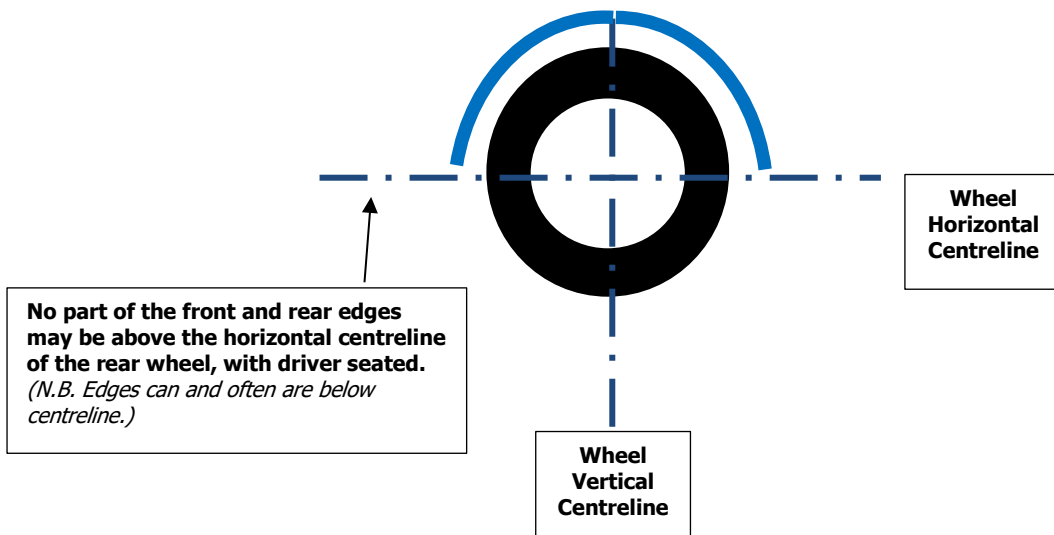 Wheel
Horizontal
Centreline
No part of the front and rear edges
may be above the horizontal centreline
of the rear wheel, with driver seated.
(N.B. Edges can and often are below
centreline.)
Wheel
Vertical
Centreline